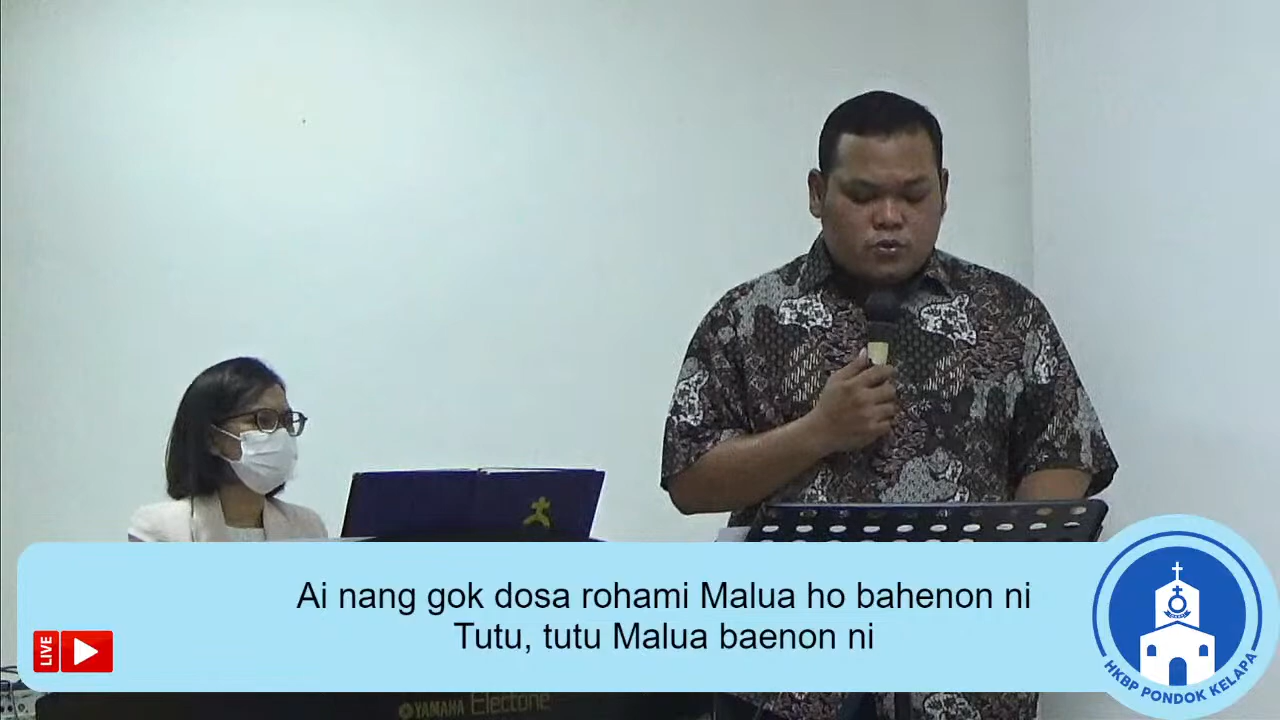 Ai nang gok dosa rohami Malua ho bahenon ni
Tutu, tutu Malua baenon ni
LIVE
HKBP PONDOK KELAPA
YAMAHA Electone